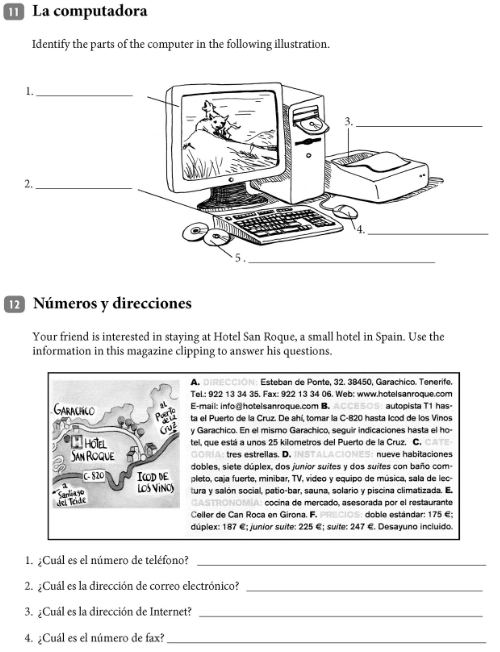 11 La computadora
Identify the parts of the computer in the following illustration.
1.
2.
3.
4.
5.
12 Números y direcciones
Your friend is interested in staying at Hotel San Roque, a small hotel in Spain. Use the
information in this magazine clipping to answer his questions.
GARACHICO
al Puerto de la Cruz
HOTEL
SAN ROQUE
C-820
ICOD DE
LOS VINOS
a
Santiago
del Teide
A. DIRECCIÓN: Esteban de Ponte, 32. 38450, Garachico. Tenerife.
Tel.: 922 13 34 35. Fax: 922 13 34 06. Web: www.hotelsanroque.com
E-mail: info@hotelsanroque.com B. ACCESOS: autopista T1 has-
ta el Puerto de la Cruz. De ahí, tomar la C-820 hasta Icod de los Vinos
y Garachico. En el mismo Garachico, seguir indicaciones hasta el ho-
tel, que está a unos 25 kilometros del Puerto de la Cruz. C. CATE-
GORÍA: tres estrellas. D. INSTALACIONES: nueve habitaciones
dobles, siete dúplex, dos junior suites y dos suites con baño com-
pleto, caja fuerte, minibar, TV, video y equipo de música, sala de lec-
tura y salón social, patio-bar, sauna, solario y piscina climatizada. E.
GASTRONOMÍA: cocina de mercado, asesorada por el restaurante
Celler de Can Roca en Girona. F. PRECIOS: doble estándar: 175 €;
dúplex: 187 €; junior suite: 225 €; suite: 247 €. Desayuno incluido.
1. ¿Cuál es el número de teléfono?
2. ¿Cuál es la dirección de correo electrónico?
3. ¿Cuál es la dirección de Internet?
4. ¿Cuál es el número de fax?